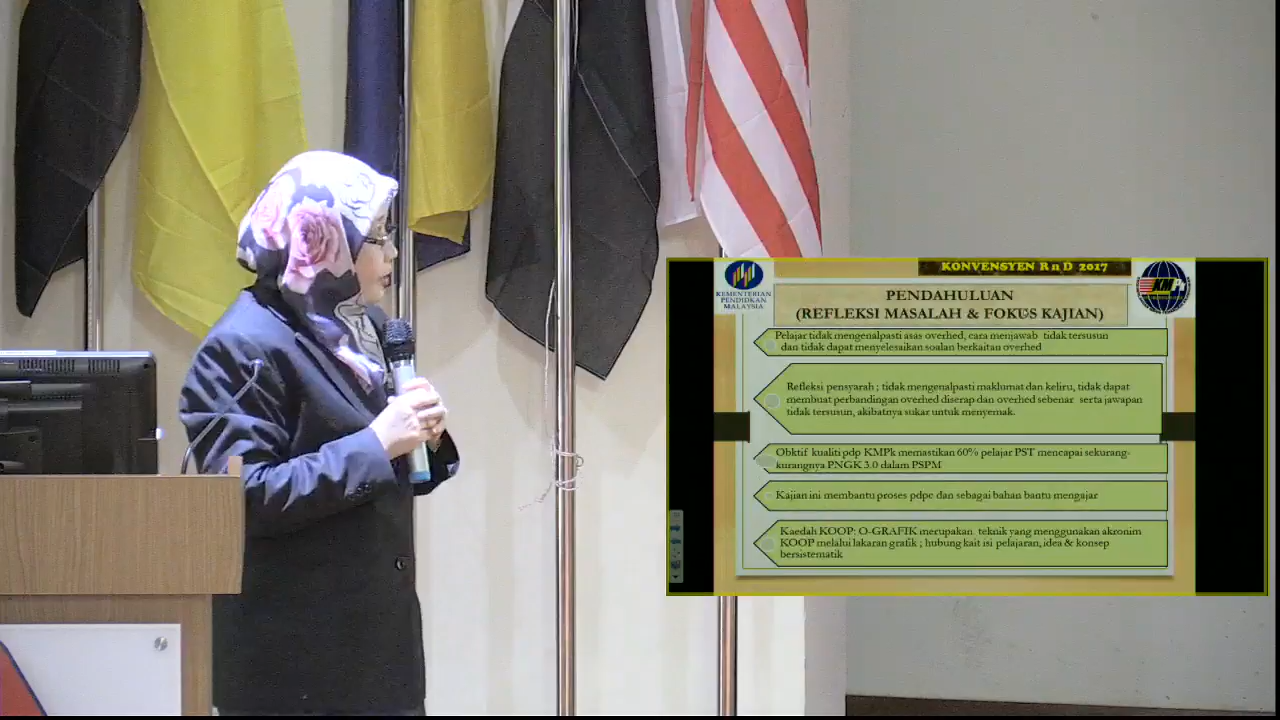 KONVENSYEN R n D 2017
KEMENTERIAN
PENDIDIKAN
MALAYSIA
PENDAHULUAN
(REFLEKSI MASALAH & FOKUS KAJIAN)
Pelajar tidak mengenalpasti asas overhed, cara menjawab tidak tersusun
dan tidak dapat menyelesaikan soalan berkaitan overhed
Refleksi pensyarah ; tidak mengenalpasti maklumat dan keliru, tidak dapat
membuat perbandingan overhed diserap dan overhed sebenar serta jawapan
tidak tersusun, akibatnya sukar untuk menyemak.
Obktif kualiti pdp KMPk memastikan 60% pelajar PST mencapai sekurang-
kurangnya PNGK 3.0 dalam PSPM
Kajian ini membantu proses pdpc dan sebagai bahan bantu mengajar
Kaedah KOOP: O-GRAFIK merupakan teknik yang menggunakan akronim
KOOP melalui lakaran grafik ; hubung kait isi pelajaran, idea & konsep
bersistematik